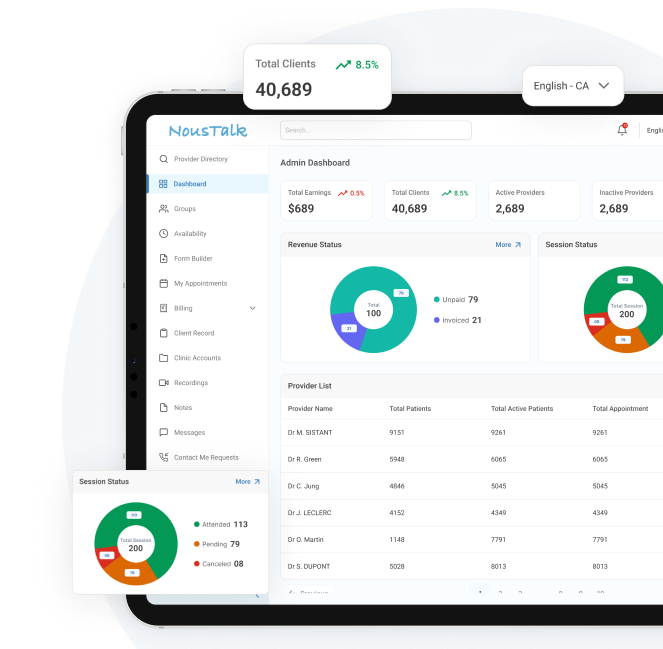 Total Clients 8.5%
40,689
English - CA
NousTalk
Search...
Provider Directory
Dashboard
Groups
Availability
Form Builder
My Appointments
Billing
Client Record
Clinic Accounts
Recordings
Notes
Messages
Contact Me Requests
Admin Dashboard
Total Earnings 0.5%
$689
Total Clients 8.5%
40,689
Active Providers
2,689
Inactive Providers
2,689
Revenue Status More
79
Total
100
21
Unpaid 79
Invoiced 21
Session Status
113
Total Session
200
08
79
Provider List
Provider Name Total Patients Total Active Patients Total Appointment
Dr M. SISTANT 9151 9261 9261
Dr R. Green 5948 6065 6065
Dr C. Jung 4846 5045 5045
Dr J. LECLERC 4152 4349 4349
Dr O. Martin 1148 7791 7791
Dr S. DUPONT 5028 8013 8013
Session Status More
113
Total Session
200
08
79
Attended 113
Pending 79
Canceled 08